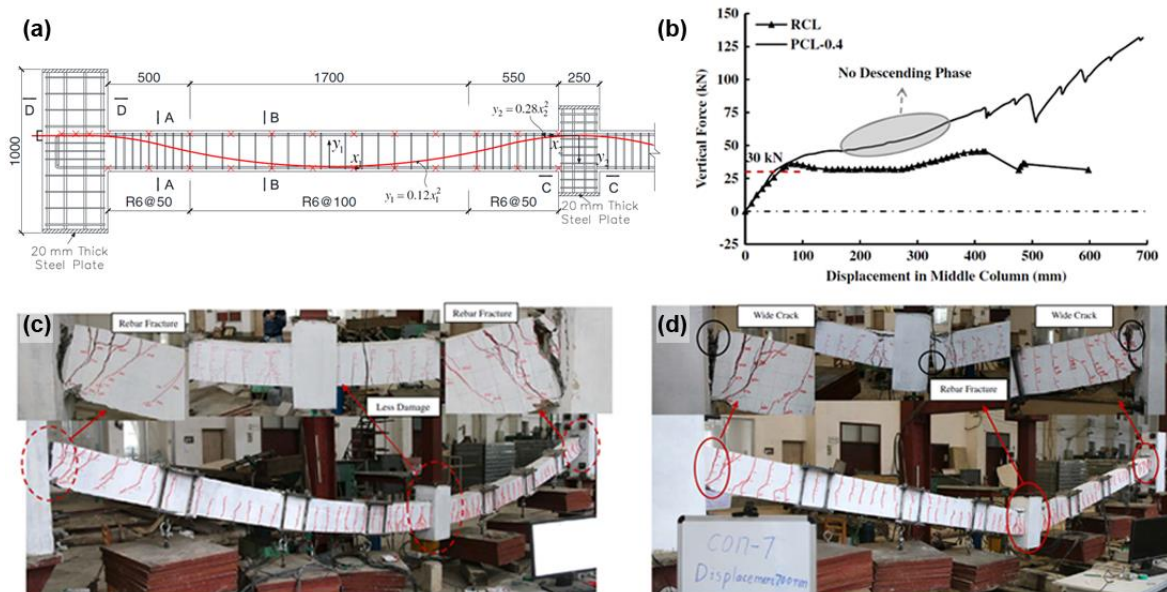 (a)
500
1700
550
250
D
D
A
B
y₂ = 0.28x₂²
1000
y₁
x₁
x
y₂
y₁ = 0.12x₁²
A
B
C
C
R6@50
R6@100
R6@50
20 mm Thick
Steel Plate
20 mm Thick
Steel Plate
(b)
RCL
PCL-0.4
No Descending Phase
30 kN
Vertical Force (kN)
150
125
100
75
50
25
0
-25
0
100
200
300
400
500
600
700
Displacement in Middle Column (mm)
(c)
Rebar Fracture
Rebar Fracture
Less Damage
(d)
Wide Crack
Wide Crack
Rebar Fracture
COП-7
Displacement 700mm